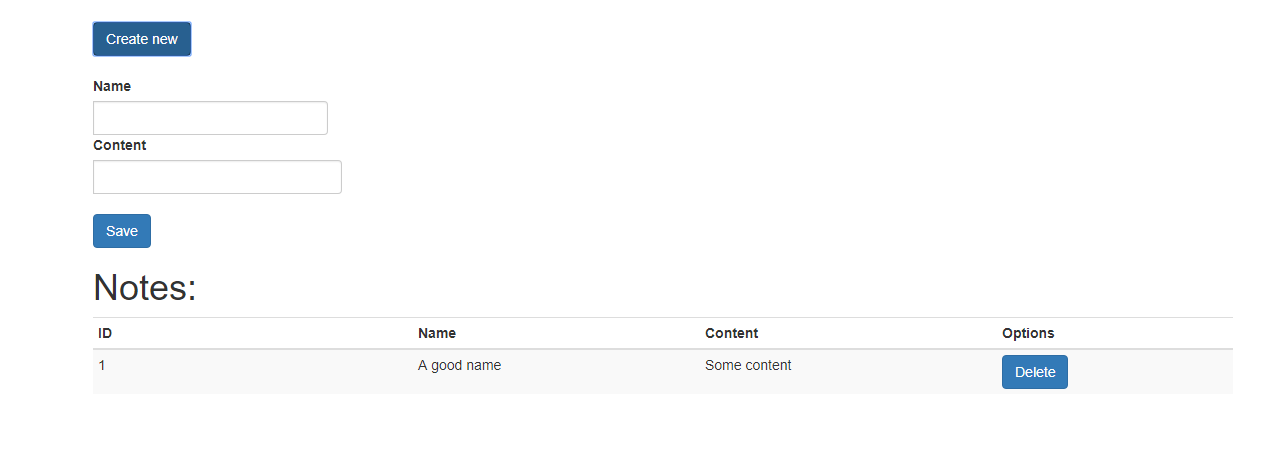 Create new
Name
Content
Save
Notes:
ID Name Content Options
1 A good name Some content Delete